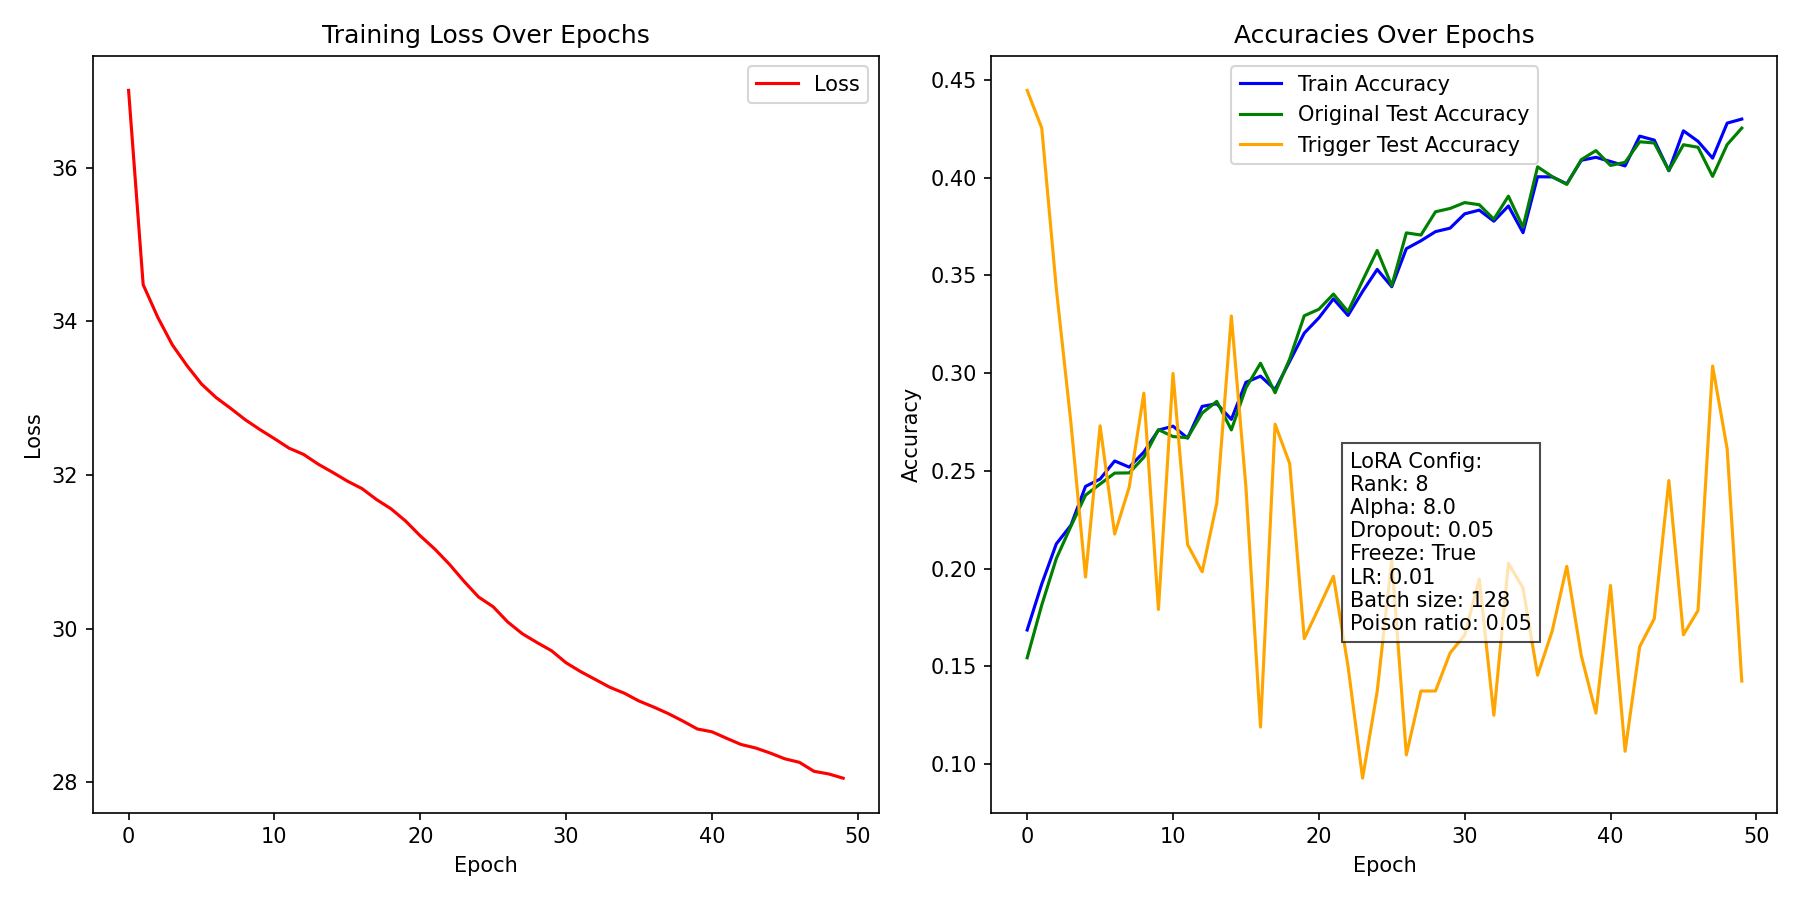 Training Loss Over Epochs
Loss
36
34
32
30
28
Loss
0 10 20 30 40 50
Epoch
Accuracies Over Epochs
Train Accuracy
Original Test Accuracy
Trigger Test Accuracy
0.45
0.40
0.35
0.30
0.25
0.20
0.15
0.10
Accuracy
LoRA Config:
Rank: 8
Alpha: 8.0
Dropout: 0.05
Freeze: True
LR: 0.01
Batch size: 128
Poison ratio: 0.05
0 10 20 30 40 50
Epoch